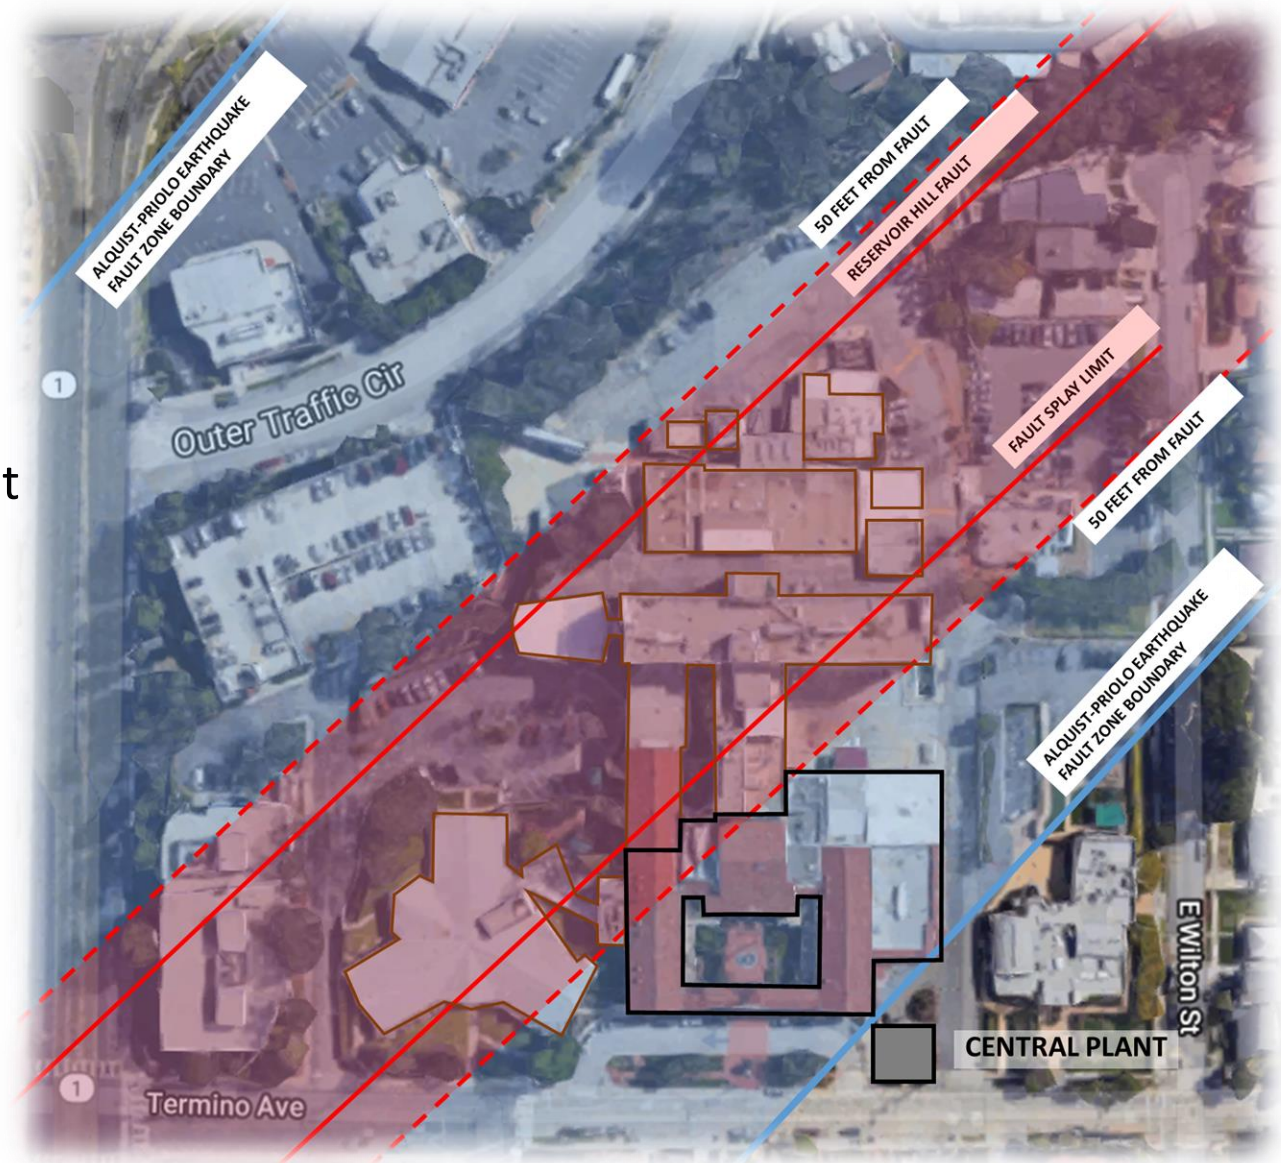 ALQUIST-PRIOLO EARTHQUAKE
FAULT ZONE BOUNDARY
50 FEET FROM FAULT
RESERVOIR HILL FAULT
1
Outer Traffic Cir
FAULT SPLAY LIMIT
50 FEET FROM FAULT
t
ALQUIST-PRIOLO EARTHQUAKE
FAULT ZONE BOUNDARY
E Wilton St
CENTRAL PLANT
1
Termino Ave